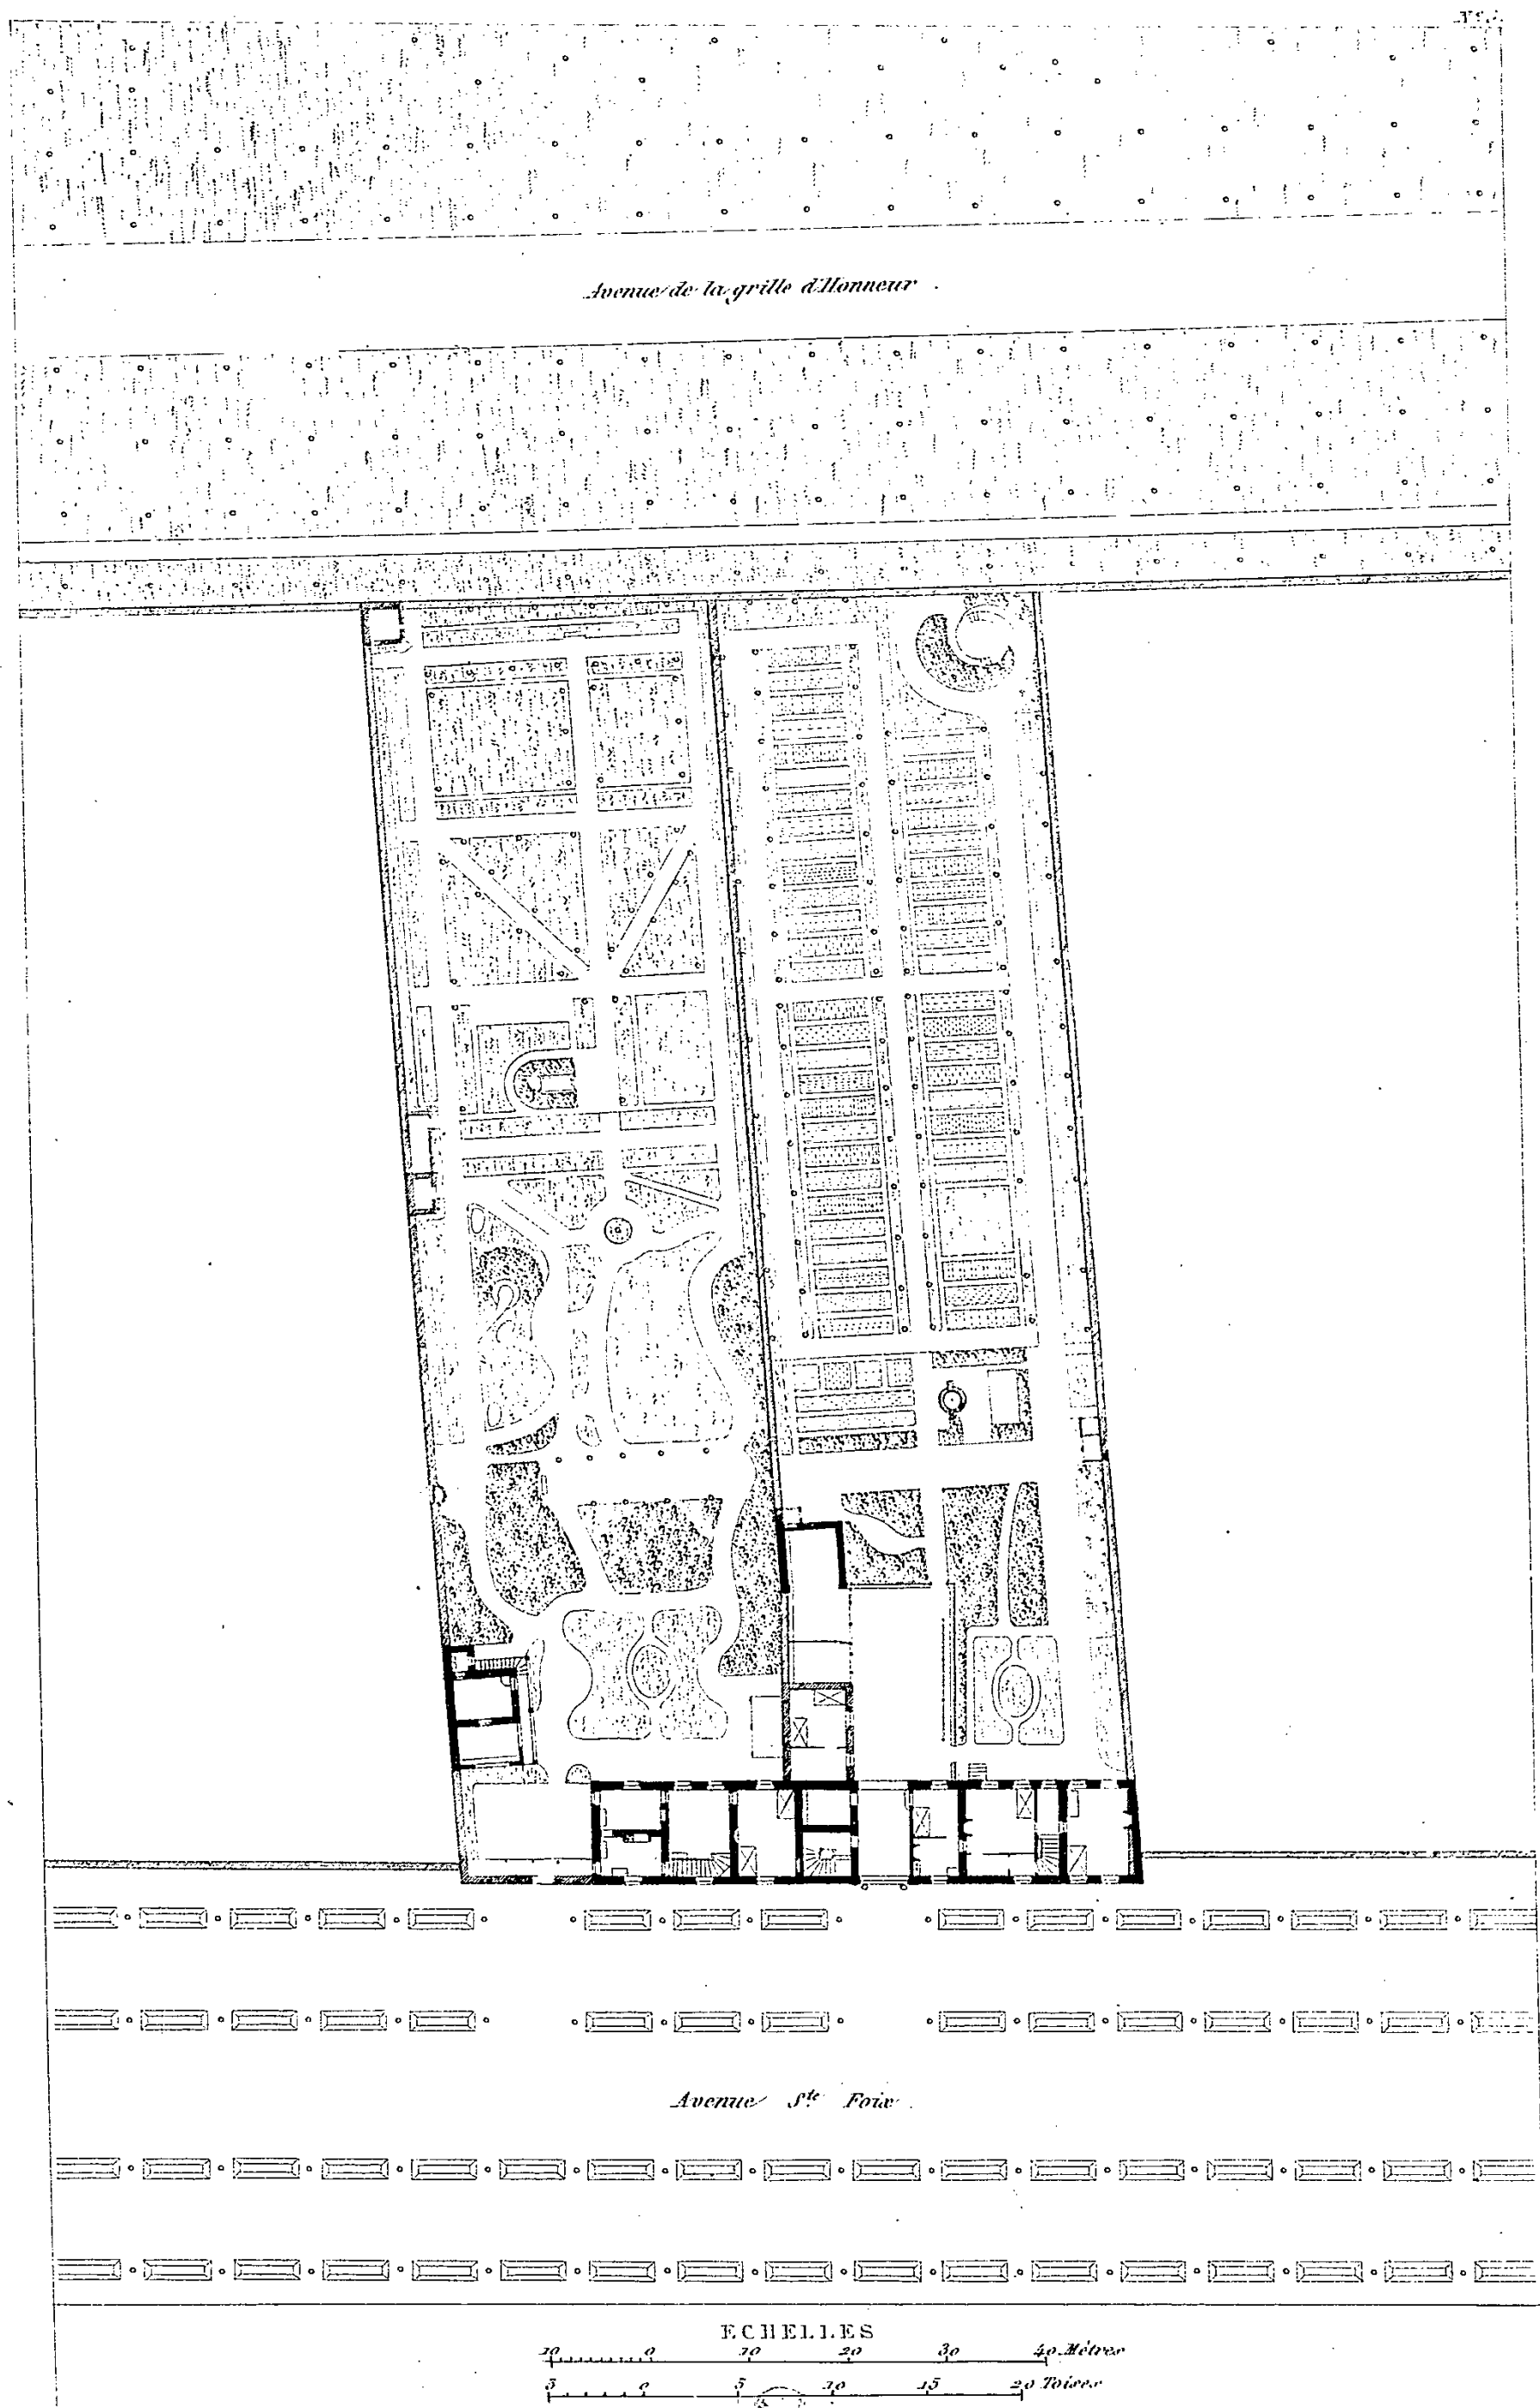 Avenue de la grille d'Honneur.
Avenue Ste Foix.
ECHELLES
10 0 10 20 30 40 Mètres
5 0 5 10 15 20 Toises